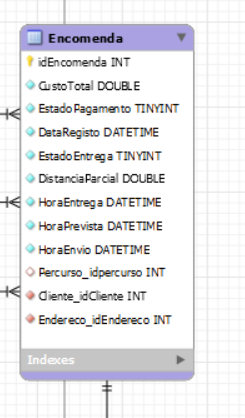 Encomenda
idEncomenda INT
CustoTotal DOUBLE
EstadoPagamento TINYINT
DataRegisto DATETIME
EstadoEntrega TINYINT
DistanciaParcial DOUBLE
HoraEntrega DATETIME
HoraPrevista DATETIME
HoraEnvio DATETIME
Percurso_idpercurso INT
Cliente_idCliente INT
Endereco_idEndereco INT
Indexes